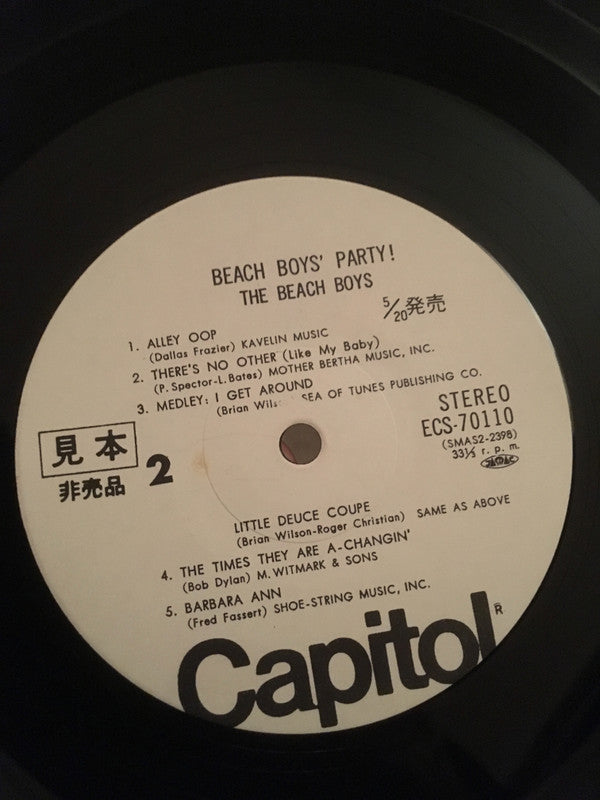 BEACH BOYS' PARTY!
THE BEACH BOYS
5/20発売
1. ALLEY OOP
(Dallas Frazier) KAVELIN MUSIC
2. THERE'S NO OTHER (Like My Baby)
(P. Spector-L. Bates) MOTHER BERTHA MUSIC, INC.
3. MEDLEY: I GET AROUND
(Brian SEA OF TUNES PUBLISHING CO.
STEREO
ECS-70110
(SMAS2-2398)
33⅓ r. p. m.
見本
非売品
2
LITTLE DEUCE COUPE
(Brian Wilson-Roger Christian) SAME AS ABOVE
4. THE TIMES THEY ARE A-CHANGIN'
(Bob Dylan) M. WITMARK & SONS
5. BARBARA ANN
(Fred Fassert) SHOE-STRING MUSIC, INC.
Capitol®